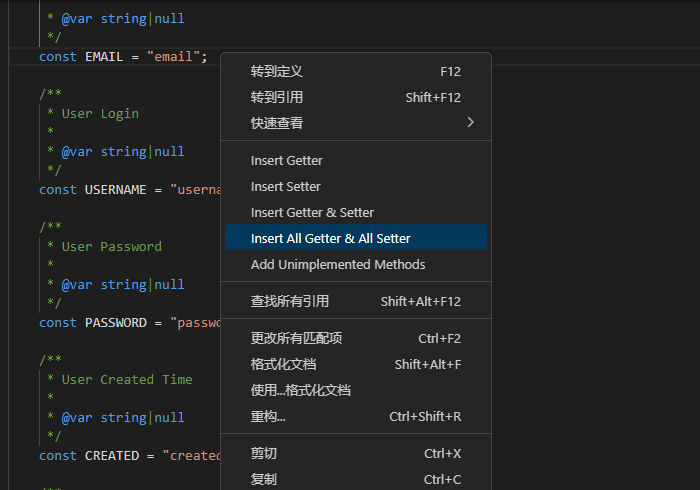 * @var string|null
*/
const EMAIL = "email";
/**
* User Login
*
* @var string|null
*/
const USERNAME = "userna
/**
* User Password
*
* @var string|null
*/
const PASSWORD = "passwo
/**
* User Created Time
*
* @var string|null
*/
const CREATED = "created
转到定义 F12
转到引用 Shift+F12
快速查看
Insert Getter
Insert Setter
Insert Getter & Setter
Insert All Getter & All Setter
Add Unimplemented Methods
查找所有引用 Shift+Alt+F12
更改所有匹配项 Ctrl+F2
格式化文档 Shift+Alt+F
使用...格式化文档
重构... Ctrl+Shift+R
剪切 Ctrl+X
复制 Ctrl+C